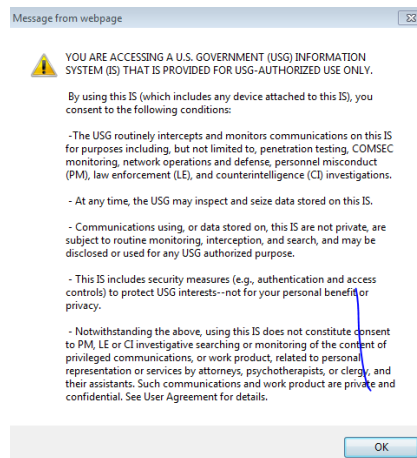 Message from webpage
YOU ARE ACCESSING A U.S. GOVERNMENT (USG) INFORMATION
SYSTEM (IS) THAT IS PROVIDED FOR USG-AUTHORIZED USE ONLY.
By using this IS (which includes any device attached to this IS), you
consent to the following conditions:
-The USG routinely intercepts and monitors communications on this IS
for purposes including, but not limited to, penetration testing, COMSEC
monitoring, network operations and defense, personnel misconduct
(PM), law enforcement (LE), and counterintelligence (CI) investigations.
- At any time, the USG may inspect and seize data stored on this IS.
- Communications using, or data stored on, this IS are not private, are
subject to routine monitoring, interception, and search, and may be
disclosed or used for any USG authorized purpose.
- This IS includes security measures (e.g., authentication and access
controls) to protect USG interests--not for your personal benefit or
privacy.
- Notwithstanding the above, using this IS does not constitute consent
to PM, LE or CI investigative searching or monitoring of the content of
privileged communications, or work product, related to personal
representation or services by attorneys, psychotherapists, or clergy, and
their assistants. Such communications and work product are private and
confidential. See User Agreement for details.
OK